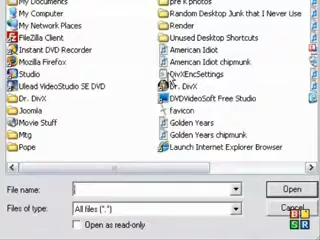 My Documents
My Computer
My Network Places
FileZilla Client
Instant DVD Recorder
Mozilla Firefox
Studio
Ulead VideoStudio SE DVD
Dr. DivX
Joomla
Movie Stuff
Mtg
Pope
pre k photos
Random Desktop Junk that I Never Use
Render
Unused Desktop Shortcuts
American Idiot
American Idiot chipmunk
DivXEncSettings
Dr. DivX
DVDVideoSoft Free Studio
favicon
Golden Years
Golden Years chipmunk
Launch Internet Explorer Browser
File name:
Open
Files of type:
All files (*.*)
Cancel
Open as read-only
B
S R